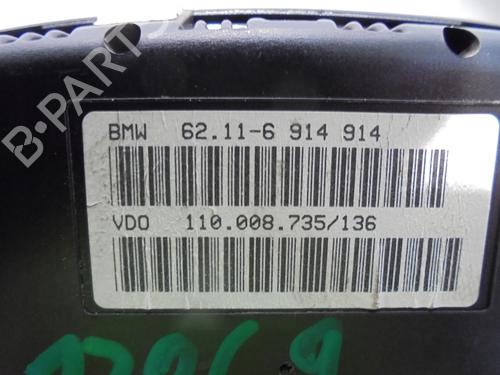 BMW 62.11-6 914 914
VDO 110.008.735/136
B-PARTS